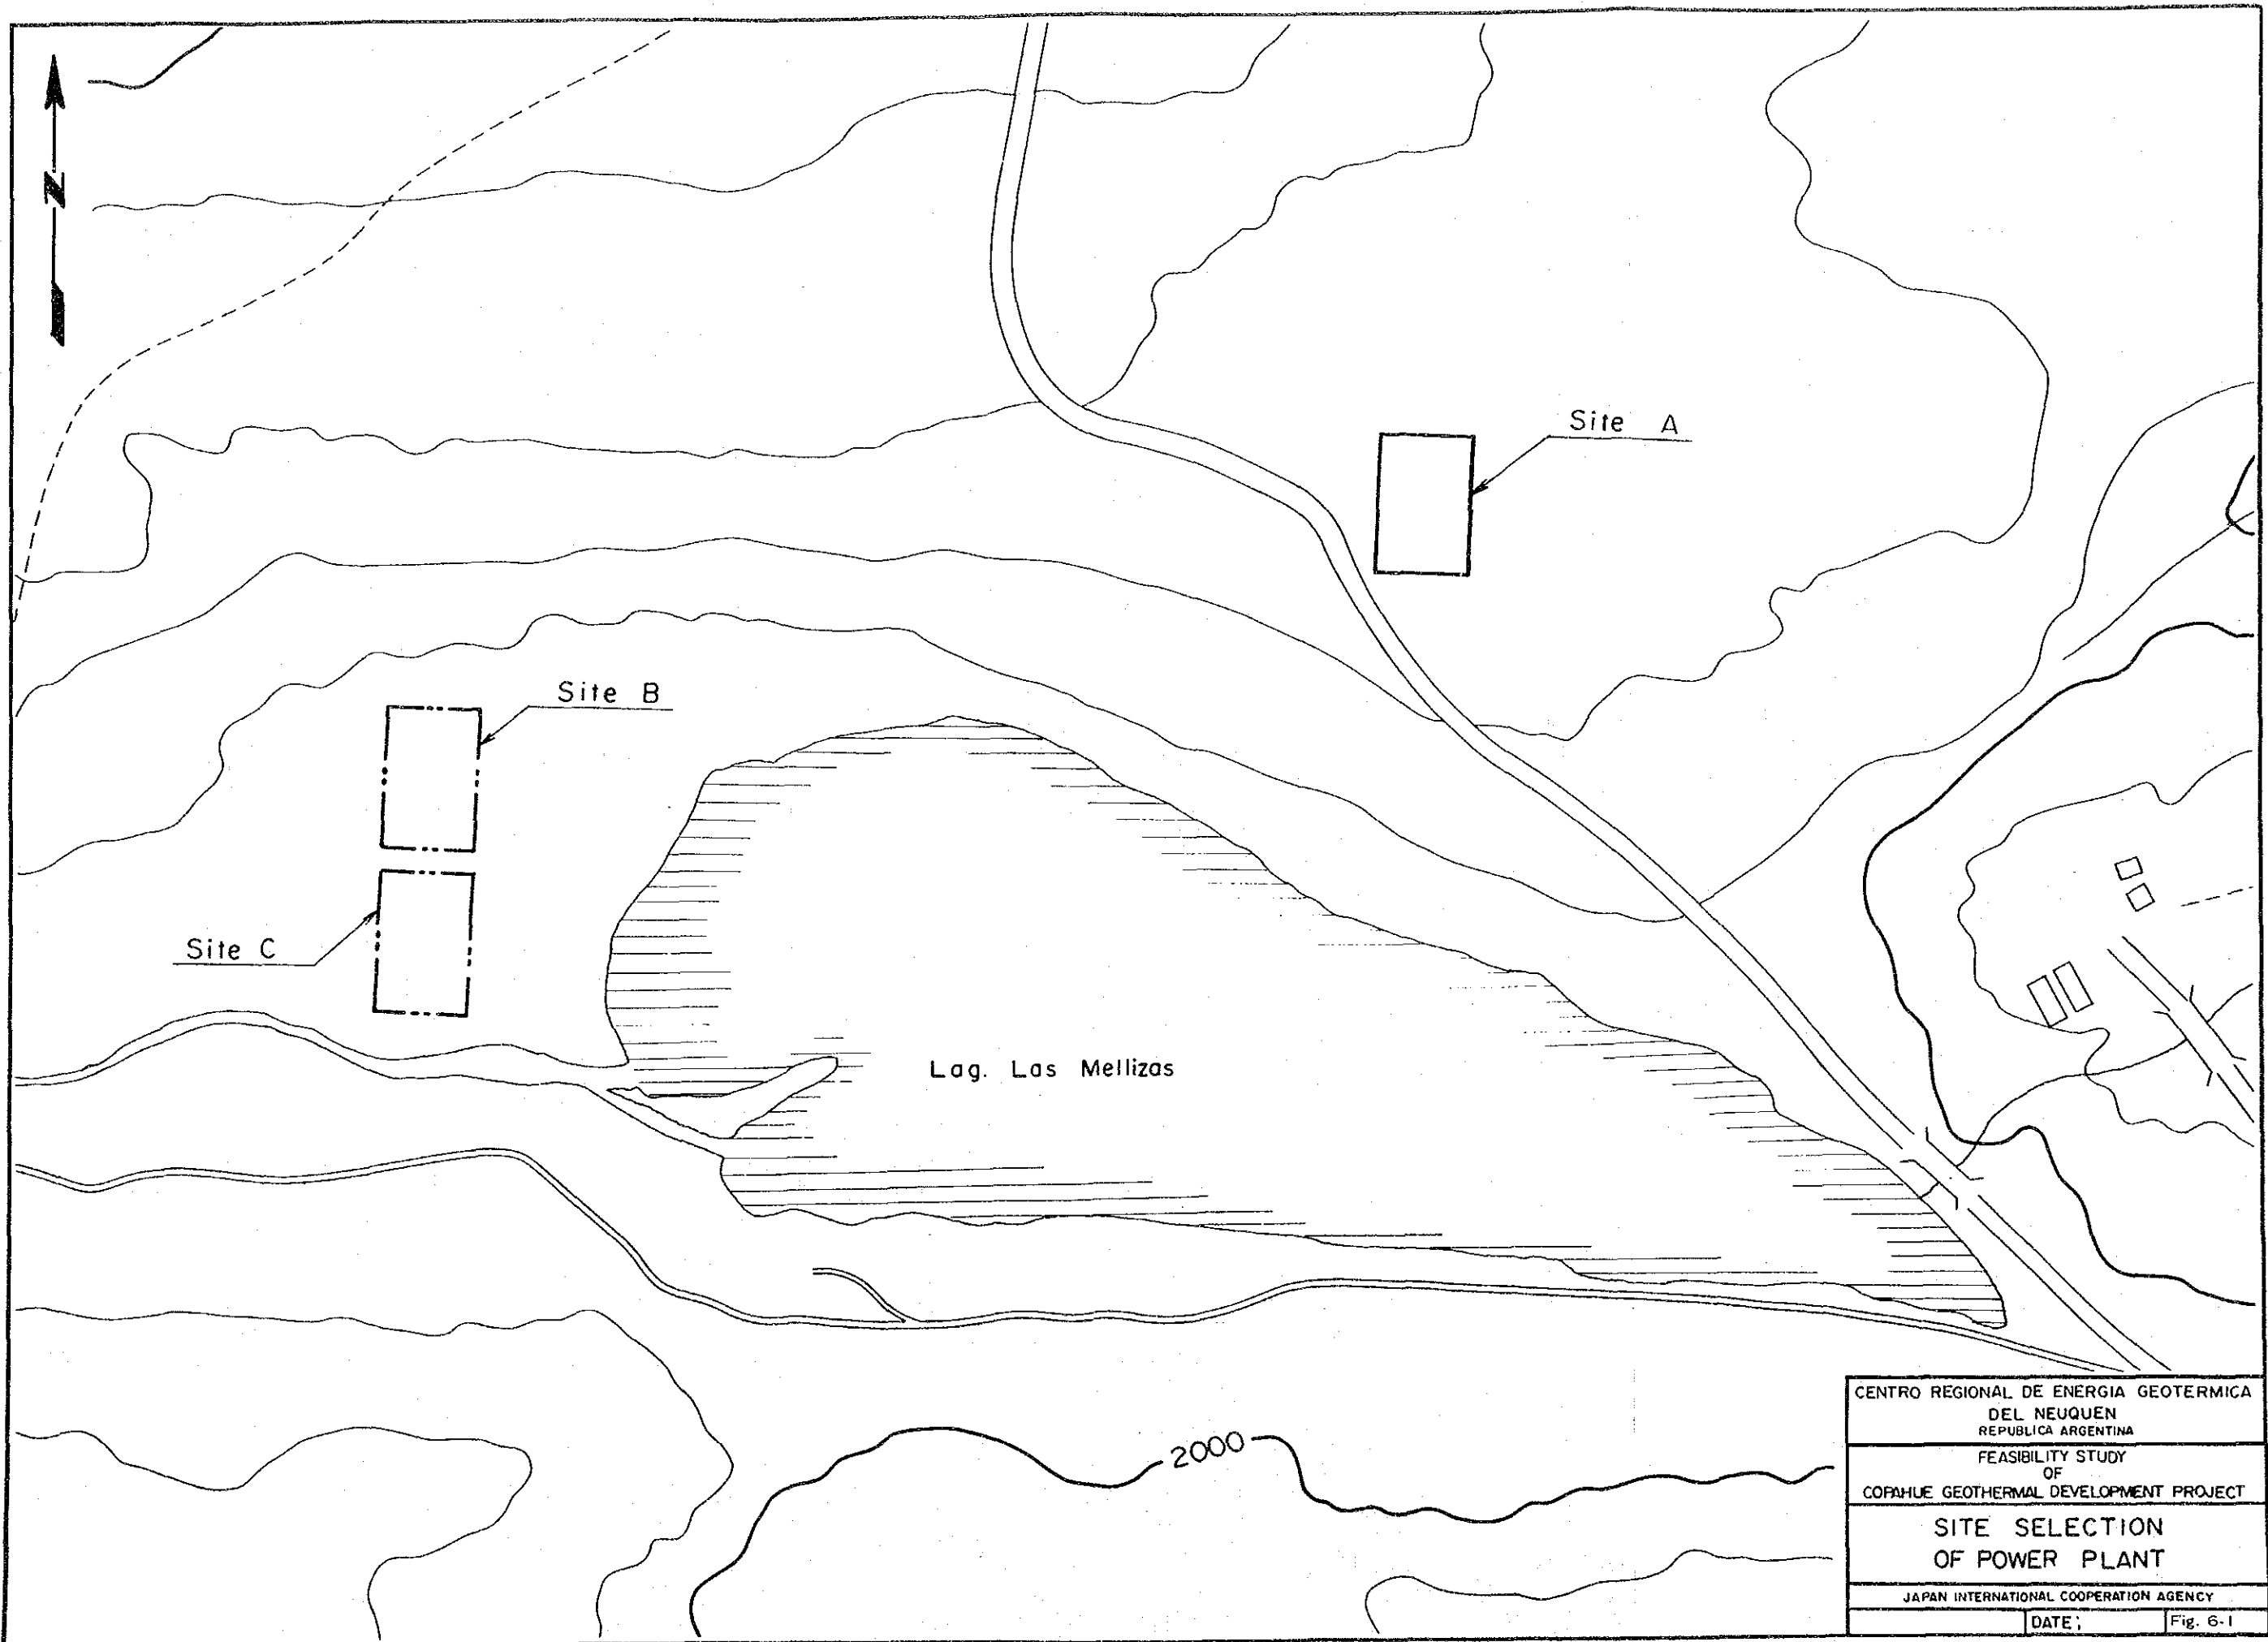 N
Site A
Site B
Site C
Lag. Las Mellizas
2000
CENTRO REGIONAL DE ENERGIA GEOTERMICA
DEL NEUQUEN
REPUBLICA ARGENTINA
FEASIBILITY STUDY
OF
COPAHUE GEOTHERMAL DEVELOPMENT PROJECT
SITE SELECTION
OF POWER PLANT
JAPAN INTERNATIONAL COOPERATION AGENCY
DATE; Fig. 6-1